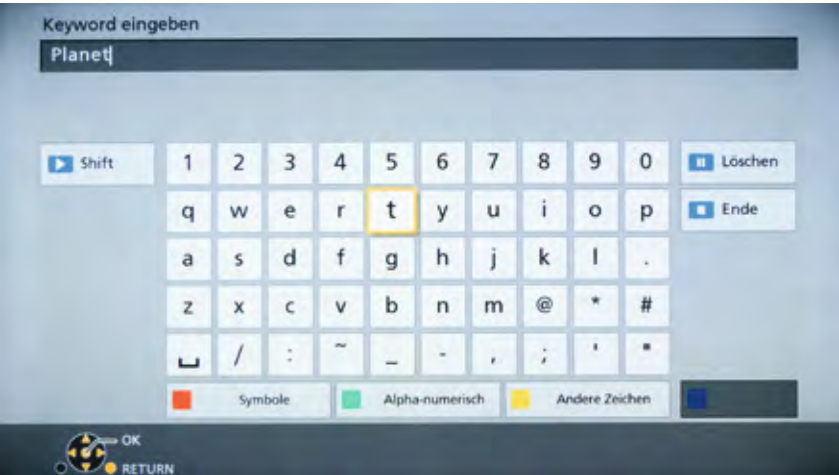 Keyword eingeben
Planet
Shift 1 2 3 4 5 6 7 8 9 0 Löschen
q w e r t y u i o p Ende
a s d f g h j k l .
z x c v b n m @ * #
␣ / : ~ _ - , ; ' "
Symbole Alpha-numerisch Andere Zeichen
OK
RETURN